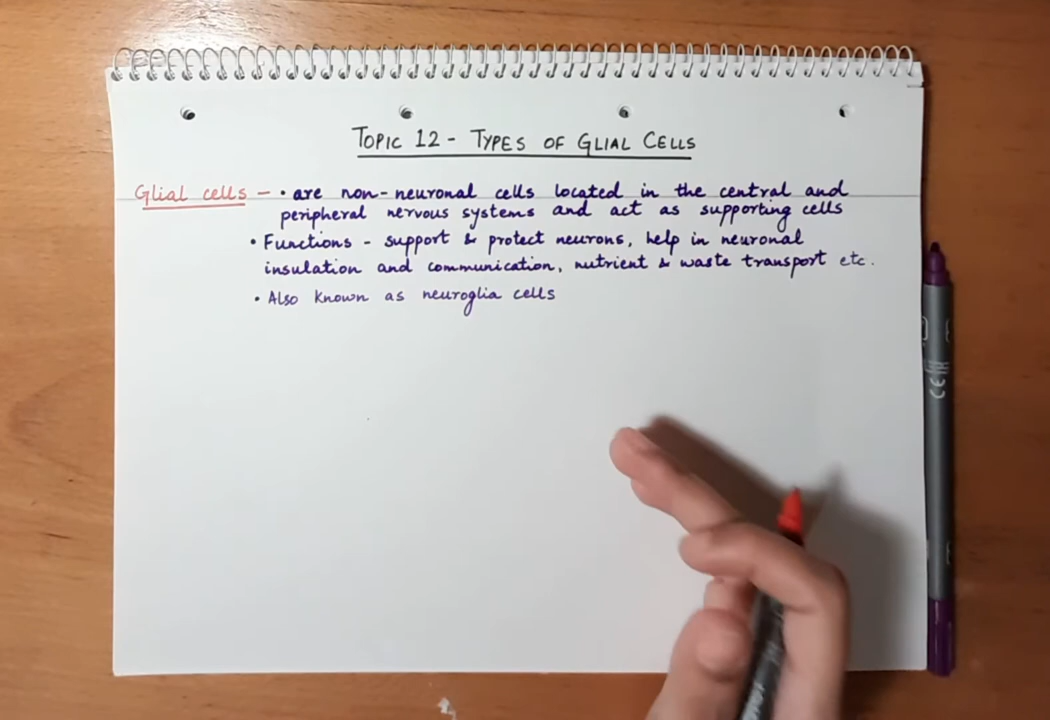 Topic 12 - Types of Glial Cells
Glial cells - • are non-neuronal cells located in the central and
peripheral nervous systems and act as supporting cells
• Functions - support & protect neurons, help in neuronal
insulation and communication, nutrient & waste transport etc.
• Also known as neuroglia cells
CE